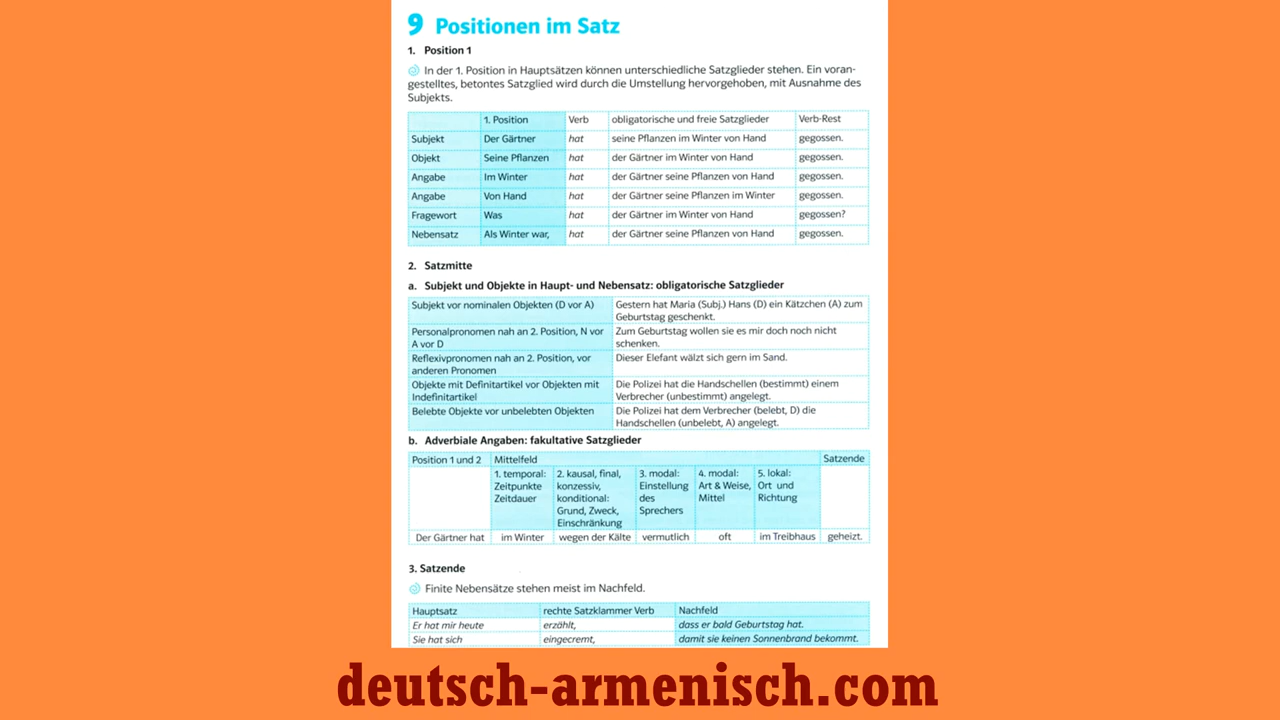 9 Positionen im Satz
1. Position 1
In der 1. Position in Hauptsätzen können unterschiedliche Satzglieder stehen. Ein voran-
gestelltes, betontes Satzglied wird durch die Umstellung hervorgehoben, mit Ausnahme des
Subjekts.
1. Position Verb obligatorische und freie Satzglieder Verb-Rest
Subjekt Der Gärtner hat seine Pflanzen im Winter von Hand gegossen.
Objekt Seine Pflanzen hat der Gärtner im Winter von Hand gegossen.
Angabe Im Winter hat der Gärtner seine Pflanzen von Hand gegossen.
Angabe Von Hand hat der Gärtner seine Pflanzen im Winter gegossen.
Fragewort Was hat der Gärtner im Winter von Hand gegossen?
Nebensatz Als Winter war, hat der Gärtner seine Pflanzen von Hand gegossen.
2. Satzmitte
a. Subjekt und Objekte in Haupt- und Nebensatz: obligatorische Satzglieder
Subjekt vor nominalen Objekten (D vor A) Gestern hat Maria (Subj.) Hans (D) ein Kätzchen (A) zum
Geburtstag geschenkt.
Personalpronomen nah an 2. Position, N vor Zum Geburtstag wollen sie es mir doch noch nicht
A vor D schenken.
Reflexivpronomen nah an 2. Position, vor Dieser Elefant wälzt sich gern im Sand.
anderen Pronomen
Objekte mit Definitartikel vor Objekten mit Die Polizei hat die Handschellen (bestimmt) einem
Indefinitartikel Verbrecher (unbestimmt) angelegt.
Belebte Objekte vor unbelebten Objekten Die Polizei hat dem Verbrecher (belebt, D) die
Handschellen (unbelebt, A) angelegt.
b. Adverbiale Angaben: fakultative Satzglieder
Position 1 und 2 Mittelfeld Satzende
1. temporal: 2. kausal, final, 3. modal: 4. modal: 5. lokal:
Zeitpunkte konzessiv, Einstellung Art & Weise, Ort und
Zeitdauer konditional: des Mittel Richtung
Grund, Zweck, Sprechers
Einschränkung
Der Gärtner hat im Winter wegen der Kälte vermutlich oft im Treibhaus geheizt.
3. Satzende
Finite Nebensätze stehen meist im Nachfeld.
Hauptsatz rechte Satzklammer Verb Nachfeld
Er hat mir heute erzählt, dass er bald Geburtstag hat.
Sie hat sich eingecremt, damit sie keinen Sonnenbrand bekommt.
deutsch-armenisch.com